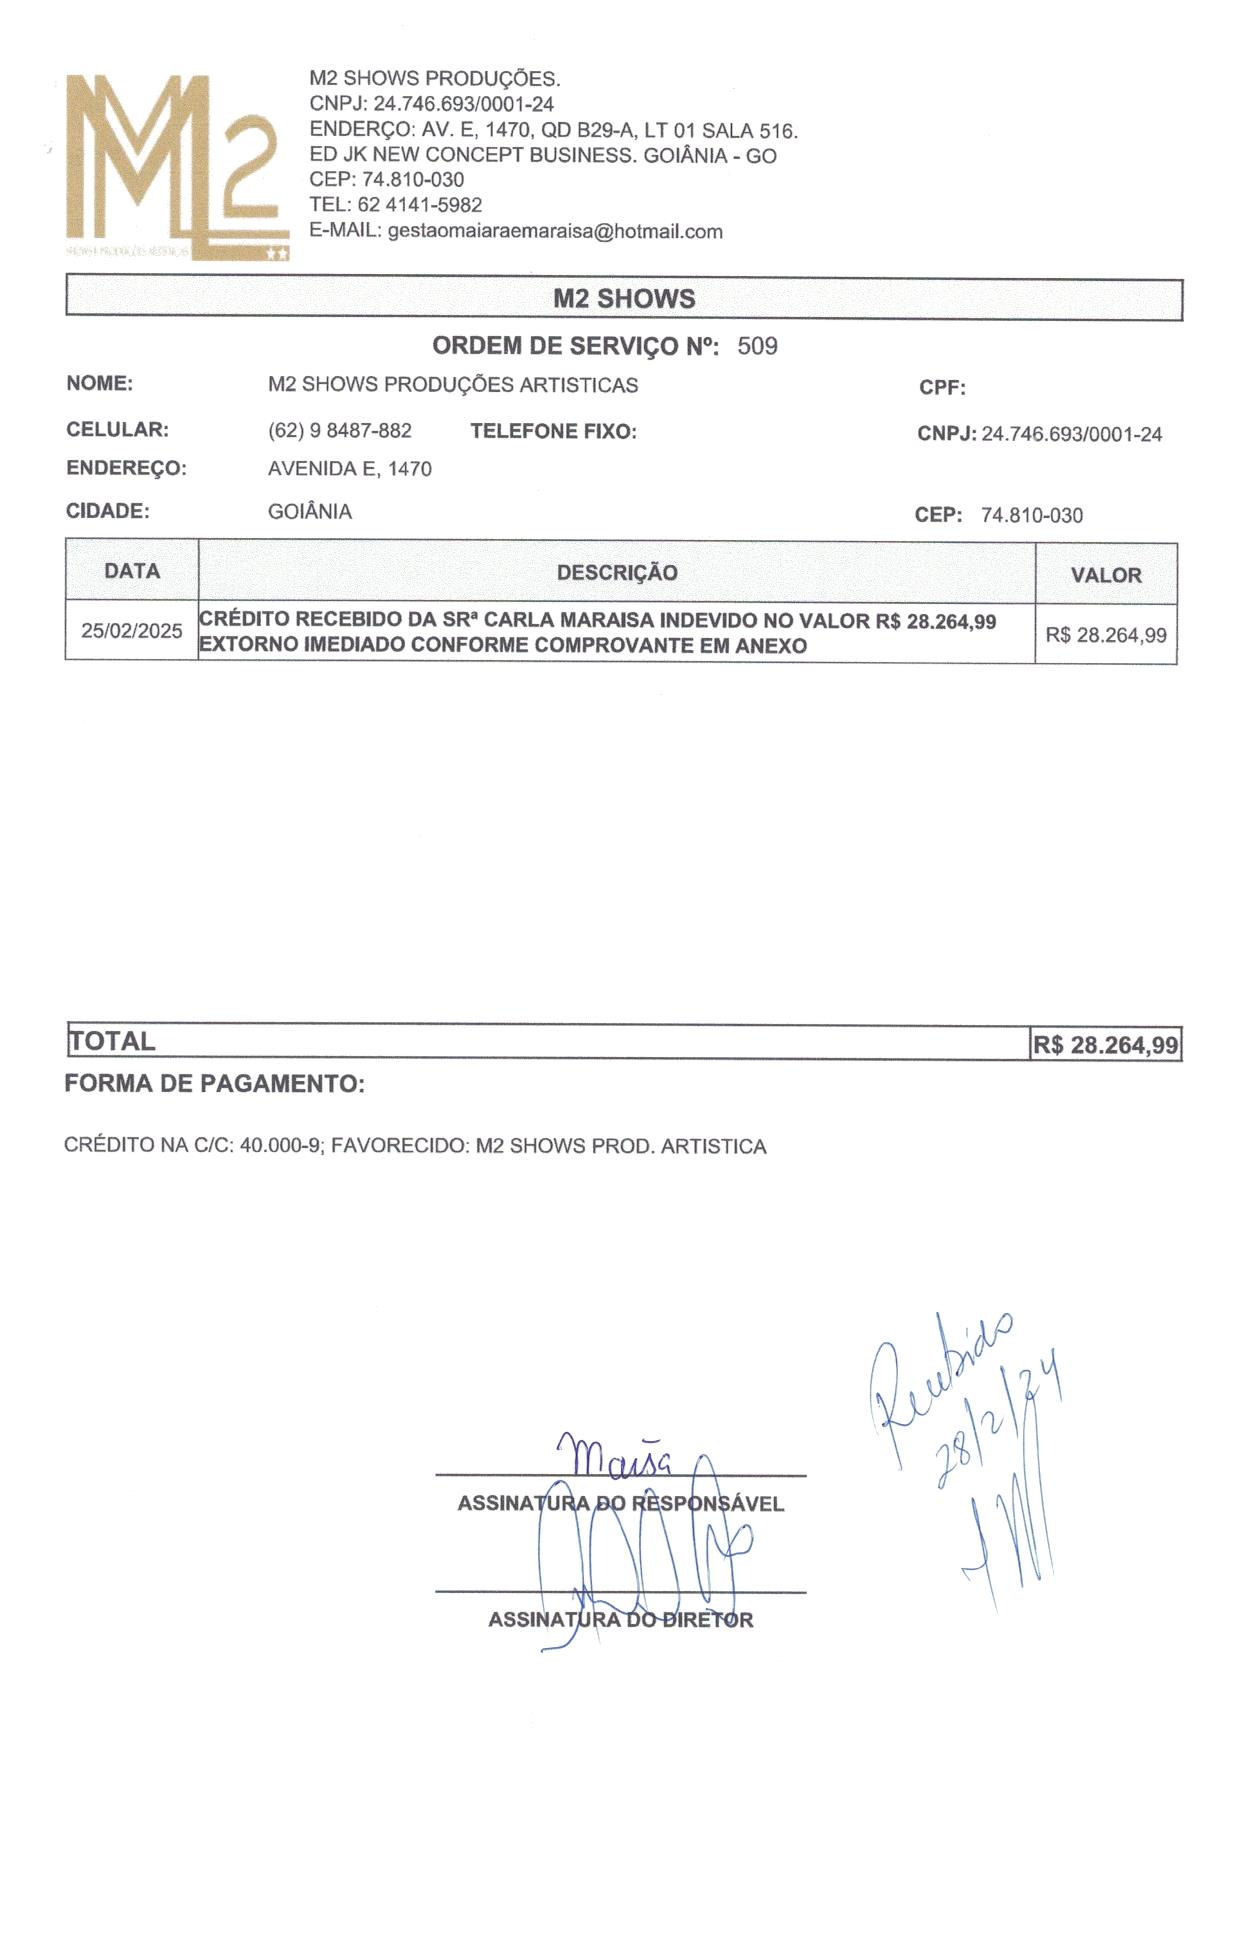 M2 SHOWS PRODUÇÕES.
CNPJ: 24.746.693/0001-24
ENDERÇO: AV. E, 1470, QD B29-A, LT 01 SALA 516.
ED JK NEW CONCEPT BUSINESS. GOIÂNIA - GO
CEP: 74.810-030
TEL: 62 4141-5982
E-MAIL: gestaomaiaraemaraisa@hotmail.com
M2
SHOWS E PRODUÇÕES ARTISTICAS
M2 SHOWS
ORDEM DE SERVIÇO Nº: 509
NOME: M2 SHOWS PRODUÇÕES ARTISTICAS CPF:
CELULAR: (62) 9 8487-882 TELEFONE FIXO: CNPJ: 24.746.693/0001-24
ENDEREÇO: AVENIDA E, 1470
CIDADE: GOIÂNIA CEP: 74.810-030
DATA DESCRIÇÃO VALOR
25/02/2025 CRÉDITO RECEBIDO DA SRª CARLA MARAISA INDEVIDO NO VALOR R$ 28.264,99 R$ 28.264,99
EXTORNO IMEDIADO CONFORME COMPROVANTE EM ANEXO
TOTAL R$ 28.264,99
FORMA DE PAGAMENTO:
CRÉDITO NA C/C: 40.000-9; FAVORECIDO: M2 SHOWS PROD. ARTISTICA
Recebido
28/2/24
Maisa
ASSINATURA DO RESPONSÁVEL
ASSINATURA DO DIRETOR